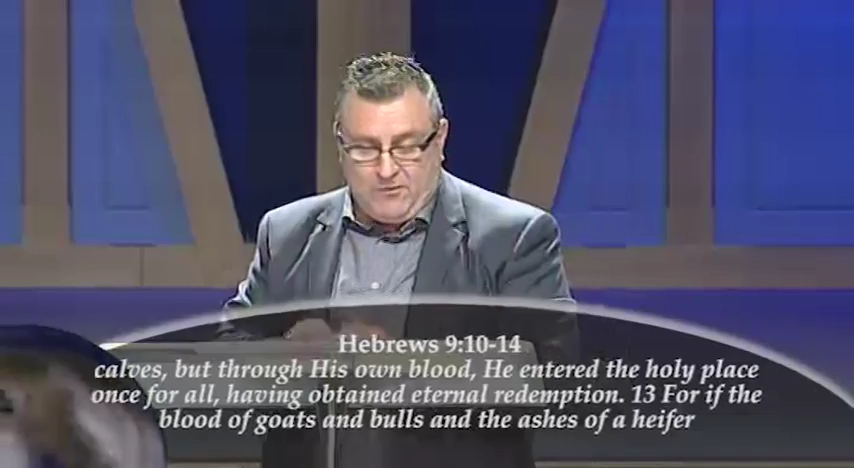 Hebrews 9:10-14
calves, but through His own blood, He entered the holy place
once for all, having obtained eternal redemption. 13 For if the
blood of goats and bulls and the ashes of a heifer